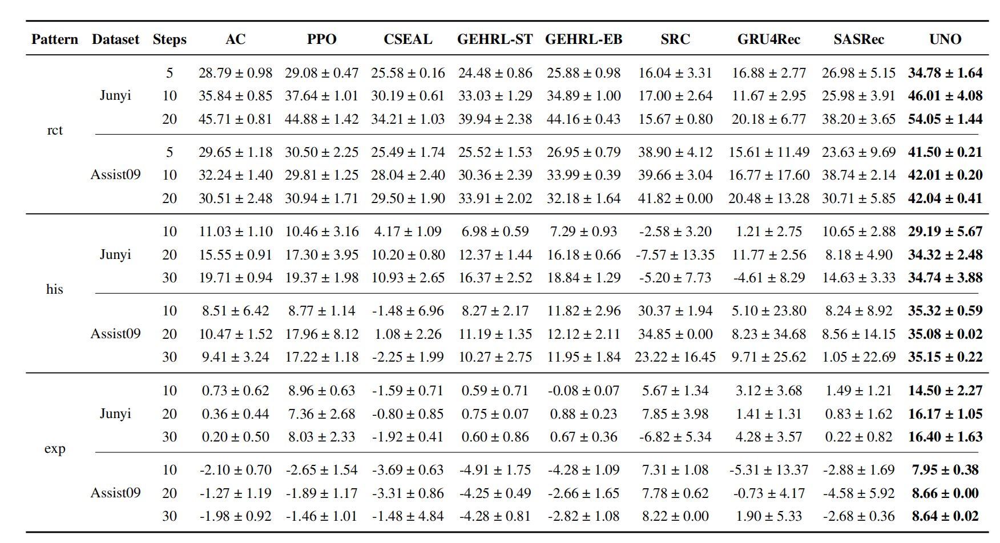 Pattern Dataset Steps AC PPO CSEAL GEHRL-ST GEHRL-EB SRC GRU4Rec SASRec UNO
5 28.79 ± 0.98 29.08 ± 0.47 25.58 ± 0.16 24.48 ± 0.86 25.88 ± 0.98 16.04 ± 3.31 16.88 ± 2.77 26.98 ± 5.15 34.78 ± 1.64
Junyi 10 35.84 ± 0.85 37.64 ± 1.01 30.19 ± 0.61 33.03 ± 1.29 34.89 ± 1.00 17.00 ± 2.64 11.67 ± 2.95 25.98 ± 3.91 46.01 ± 4.08
20 45.71 ± 0.81 44.88 ± 1.42 34.21 ± 1.03 39.94 ± 2.38 44.16 ± 0.43 15.67 ± 0.80 20.18 ± 6.77 38.20 ± 3.65 54.05 ± 1.44
rct
5 29.65 ± 1.18 30.50 ± 2.25 25.49 ± 1.74 25.52 ± 1.53 26.95 ± 0.79 38.90 ± 4.12 15.61 ± 11.49 23.63 ± 9.69 41.50 ± 0.21
Assist09 10 32.24 ± 1.40 29.81 ± 1.25 28.04 ± 2.40 30.36 ± 2.39 33.99 ± 0.39 39.66 ± 3.04 16.77 ± 17.60 38.74 ± 2.14 42.01 ± 0.20
20 30.51 ± 2.48 30.94 ± 1.71 29.50 ± 1.90 33.91 ± 2.02 32.18 ± 1.64 41.82 ± 0.00 20.48 ± 13.28 30.71 ± 5.85 42.04 ± 0.41
10 11.03 ± 1.10 10.46 ± 3.16 4.17 ± 1.09 6.98 ± 0.59 7.29 ± 0.93 -2.58 ± 3.20 1.21 ± 2.75 10.65 ± 2.88 29.19 ± 5.67
Junyi 20 15.55 ± 0.91 17.30 ± 3.95 10.20 ± 0.80 12.37 ± 1.44 16.18 ± 0.66 -7.57 ± 13.35 11.77 ± 2.56 8.18 ± 4.90 34.32 ± 2.48
30 19.71 ± 0.94 19.37 ± 1.98 10.93 ± 2.65 16.37 ± 2.52 18.84 ± 1.29 -5.20 ± 7.73 -4.61 ± 8.29 14.63 ± 3.33 34.74 ± 3.88
his
10 8.51 ± 6.42 8.77 ± 1.14 -1.48 ± 6.96 8.27 ± 2.17 11.82 ± 2.96 30.37 ± 1.94 5.10 ± 23.80 8.24 ± 8.92 35.32 ± 0.59
Assist09 20 10.47 ± 1.52 17.96 ± 8.12 1.08 ± 2.26 11.19 ± 1.35 12.12 ± 2.11 34.85 ± 0.00 8.23 ± 34.68 8.56 ± 14.15 35.08 ± 0.02
30 9.41 ± 3.24 17.22 ± 1.18 -2.25 ± 1.99 10.27 ± 2.75 11.95 ± 1.84 23.22 ± 16.45 9.71 ± 25.62 1.05 ± 22.69 35.15 ± 0.22
10 0.73 ± 0.62 8.96 ± 0.63 -1.59 ± 0.71 0.59 ± 0.71 -0.08 ± 0.07 5.67 ± 1.34 3.12 ± 3.68 1.49 ± 1.21 14.50 ± 2.27
Junyi 20 0.36 ± 0.44 7.36 ± 2.68 -0.80 ± 0.85 0.75 ± 0.07 0.88 ± 0.23 7.85 ± 3.98 1.41 ± 1.31 0.83 ± 1.62 16.17 ± 1.05
30 0.20 ± 0.50 8.03 ± 2.33 -1.92 ± 0.41 0.60 ± 0.86 0.67 ± 0.36 -6.82 ± 5.34 4.28 ± 3.57 0.22 ± 0.82 16.40 ± 1.63
exp
10 -2.10 ± 0.70 -2.65 ± 1.54 -3.69 ± 0.63 -4.91 ± 1.75 -4.28 ± 1.09 7.31 ± 1.08 -5.31 ± 13.37 -2.88 ± 1.69 7.95 ± 0.38
Assist09 20 -1.27 ± 1.19 -1.89 ± 1.17 -3.31 ± 0.86 -4.25 ± 0.49 -2.66 ± 1.65 7.78 ± 0.62 -0.73 ± 4.17 -4.58 ± 5.92 8.66 ± 0.00
30 -1.98 ± 0.92 -1.46 ± 1.01 -1.48 ± 4.84 -4.28 ± 0.81 -2.82 ± 1.08 8.22 ± 0.00 1.90 ± 5.33 -2.68 ± 0.36 8.64 ± 0.02